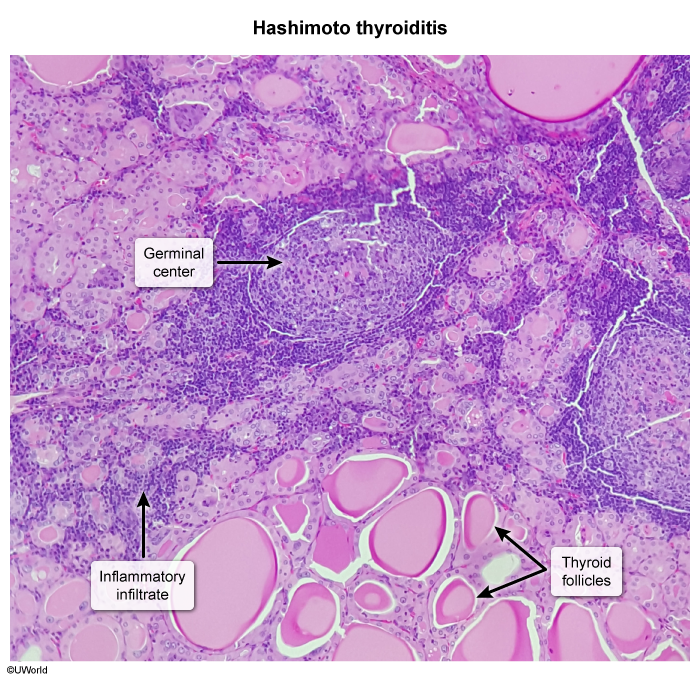 Hashimoto thyroiditis
Germinal
center
Inflammatory
infiltrate
Thyroid
follicles
©UWorld